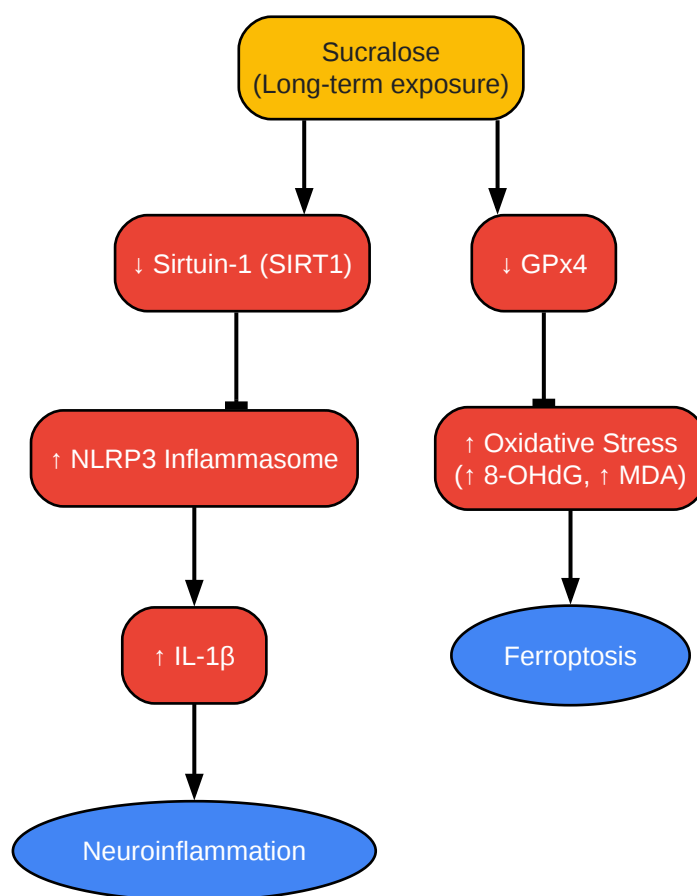 Sucralose
(Long-term exposure)
↓ Sirtuin-1 (SIRT1)
↓ GPx4
↑ NLRP3 Inflammasome
↑ Oxidative Stress
(↑ 8-OHdG, ↑ MDA)
↑ IL-1β
Ferroptosis
Neuroinflammation